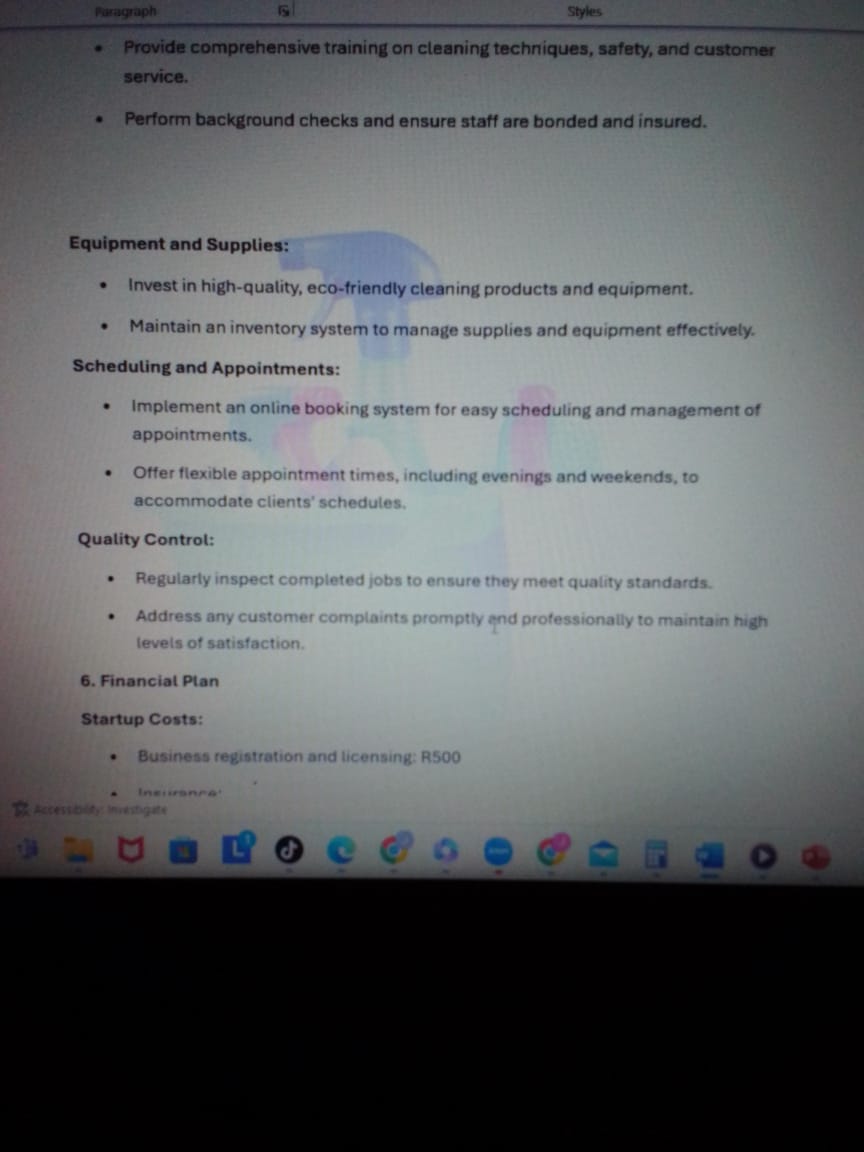 Paragraph
Styles
• Provide comprehensive training on cleaning techniques, safety, and customer
service.
• Perform background checks and ensure staff are bonded and insured.
Equipment and Supplies:
• Invest in high-quality, eco-friendly cleaning products and equipment.
• Maintain an inventory system to manage supplies and equipment effectively.
Scheduling and Appointments:
• Implement an online booking system for easy scheduling and management of
appointments.
• Offer flexible appointment times, including evenings and weekends, to
accommodate clients' schedules.
Quality Control:
• Regularly inspect completed jobs to ensure they meet quality standards.
• Address any customer complaints promptly and professionally to maintain high
levels of satisfaction.
6. Financial Plan
Startup Costs:
• Business registration and licensing: R500
• Insurance:
Accessibility: Investigate